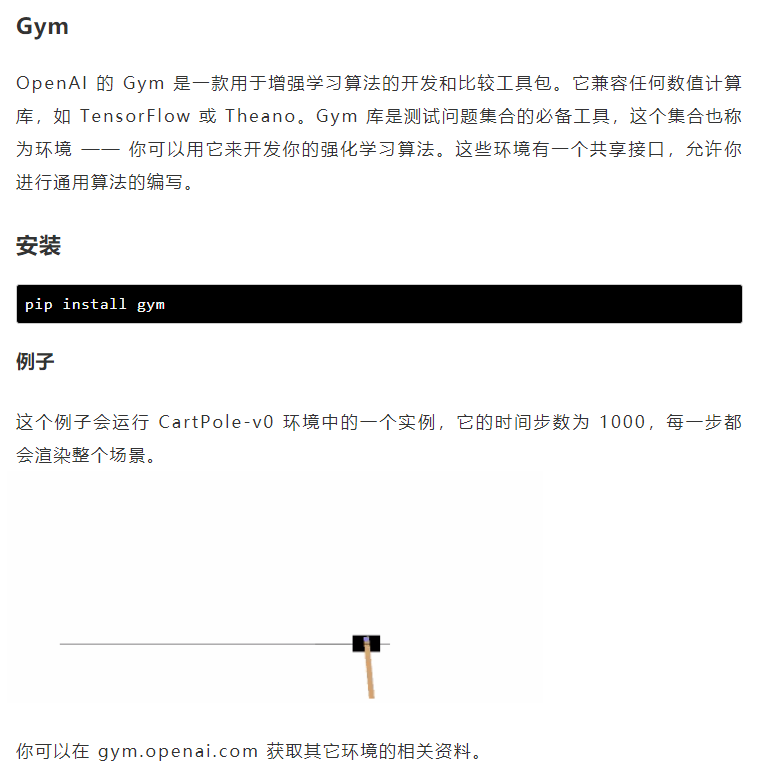 Gym
OpenAI 的 Gym 是一款用于增强学习算法的开发和比较工具包。它兼容任何数值计算
库，如 TensorFlow 或 Theano。Gym 库是测试问题集合的必备工具，这个集合也称
为环境 —— 你可以用它来开发你的强化学习算法。这些环境有一个共享接口，允许你
进行通用算法的编写。
安装
pip install gym
例子
这个例子会运行 CartPole-v0 环境中的一个实例，它的时间步数为 1000，每一步都
会渲染整个场景。
你可以在 gym.openai.com 获取其它环境的相关资料。